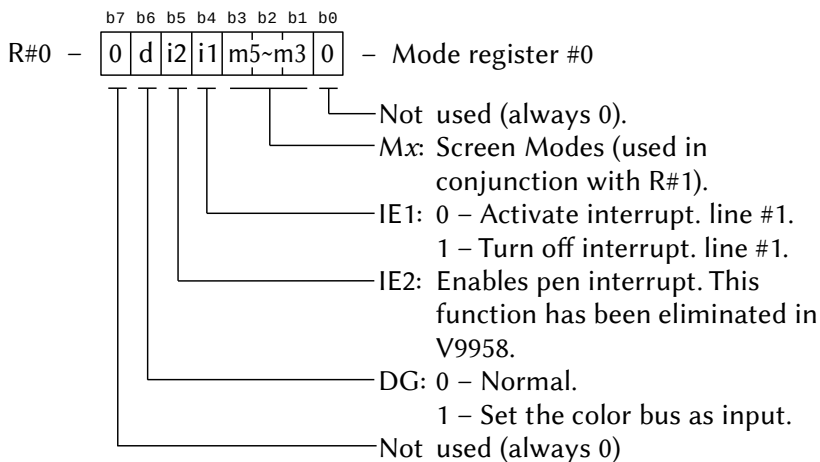 b7 b6 b5 b4 b3 b2 b1 b0
R#0 – 0 d i2 i1 m5~m3 0 – Mode register #0
Not used (always 0).
Mx: Screen Modes (used in
conjunction with R#1).
IE1: 0 – Activate interrupt. line #1.
1 – Turn off interrupt. line #1.
IE2: Enables pen interrupt. This
function has been eliminated in
V9958.
DG: 0 – Normal.
1 – Set the color bus as input.
Not used (always 0)